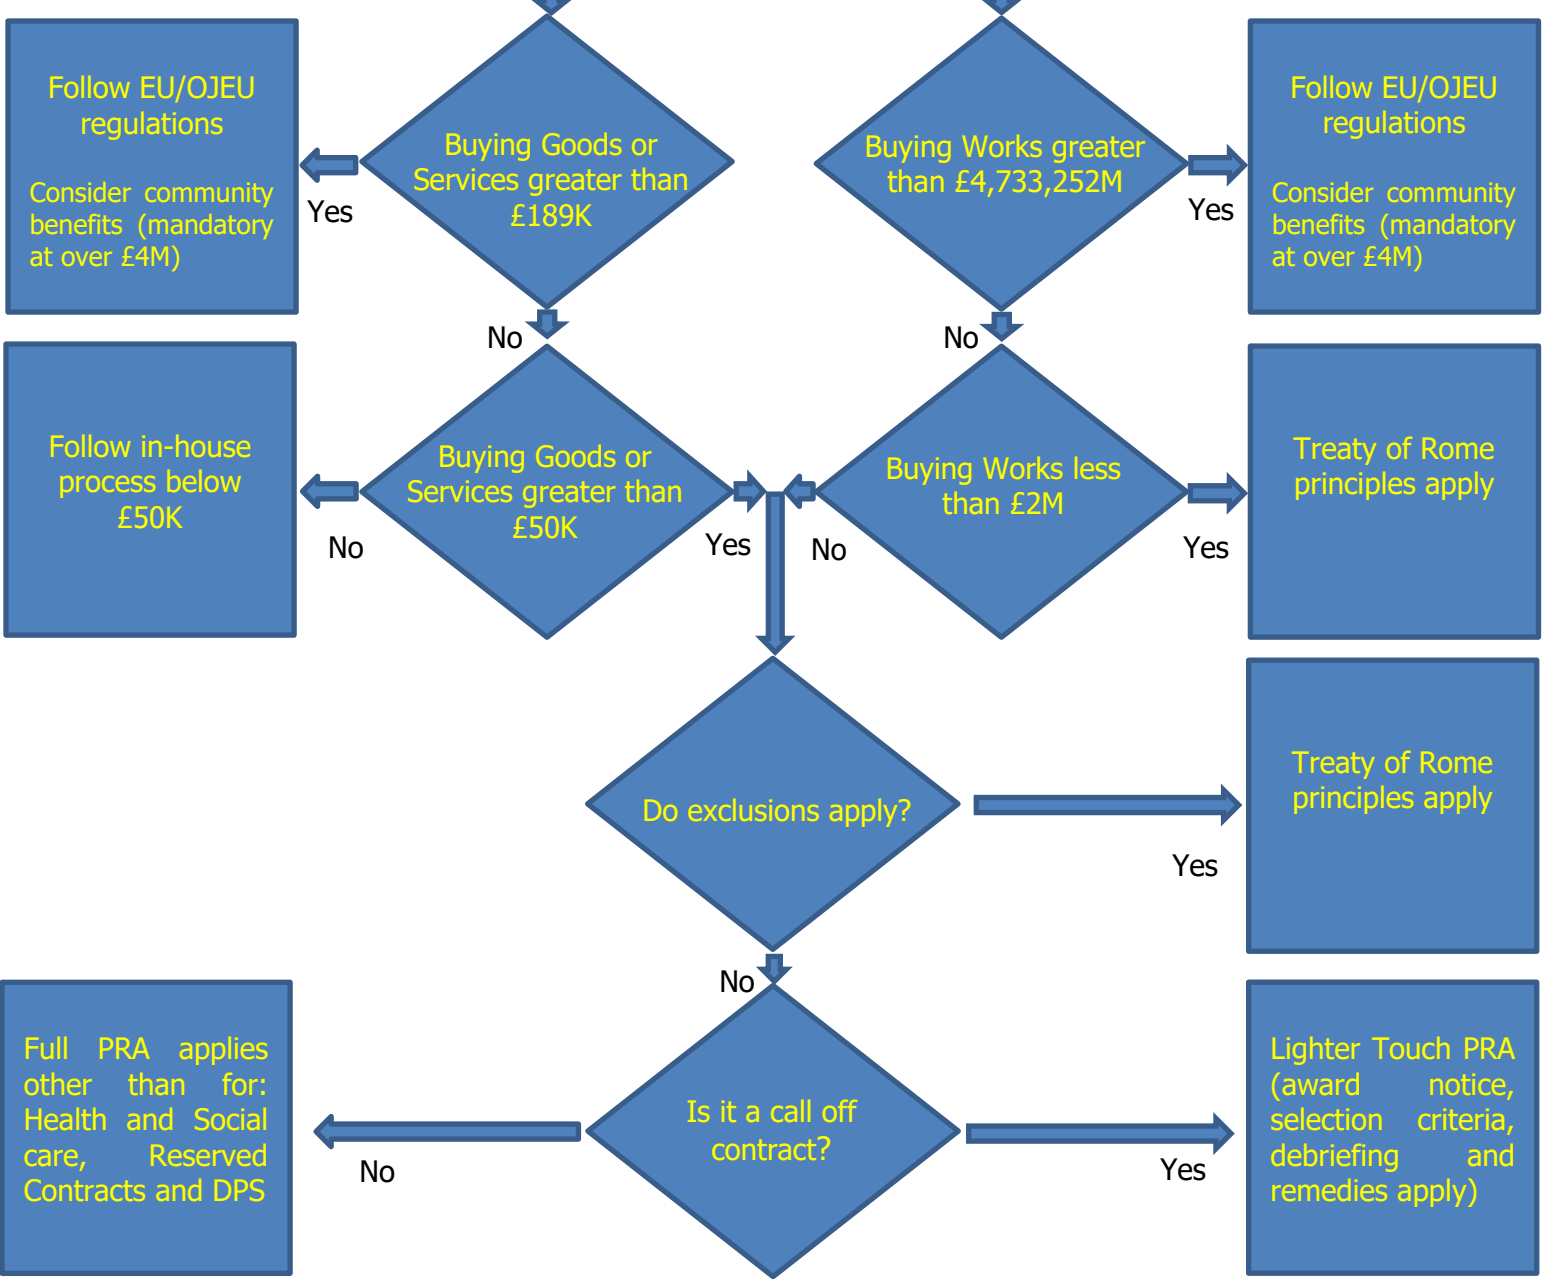 Follow EU/OJEU
regulations
Consider community
benefits (mandatory
at over £4M)
Yes
Buying Goods or
Services greater than
£189K
Buying Works greater
than £4,733,252M
Yes
Follow EU/OJEU
regulations
Consider community
benefits (mandatory
at over £4M)
No
No
Follow in-house
process below
£50K
No
Buying Goods or
Services greater than
£50K
Yes
No
Buying Works less
than £2M
Yes
Treaty of Rome
principles apply
Do exclusions apply?
Yes
Treaty of Rome
principles apply
No
Full PRA applies
other than for:
Health and Social
care, Reserved
Contracts and DPS
No
Is it a call off
contract?
Yes
Lighter Touch PRA
(award notice,
selection criteria,
debriefing and
remedies apply)